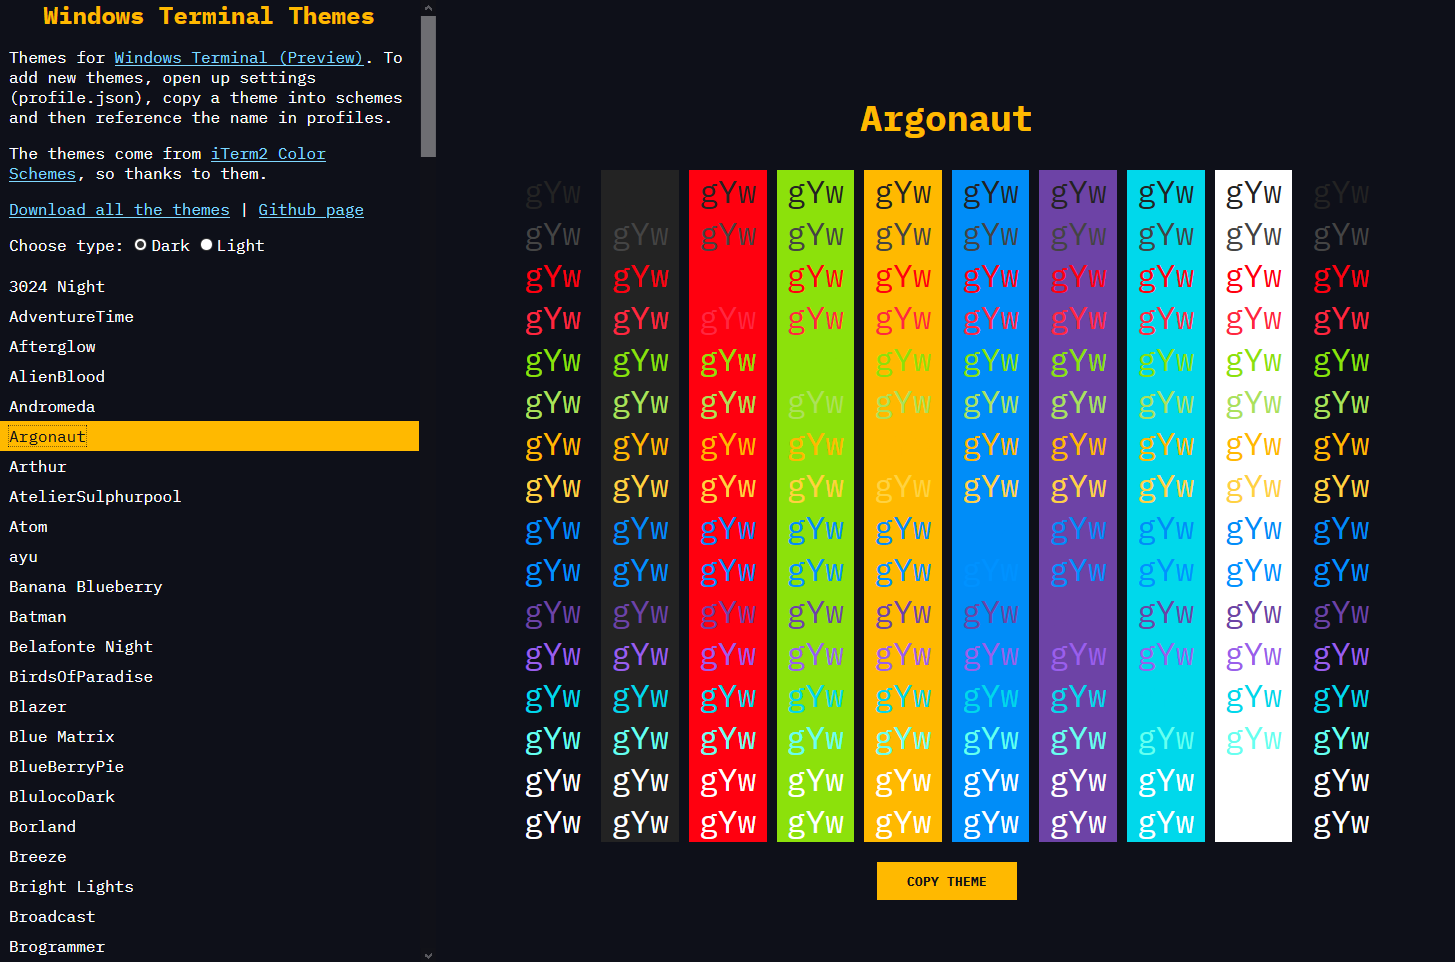 Windows Terminal Themes
Themes for Windows Terminal (Preview). To
add new themes, open up settings
(profile.json), copy a theme into schemes
and then reference the name in profiles.
The themes come from iTerm2 Color
Schemes, so thanks to them.
Download all the themes | Github page
Choose type: Dark Light
3024 Night
AdventureTime
Afterglow
AlienBlood
Andromeda
Argonaut
Arthur
AtelierSulphurpool
Atom
ayu
Banana Blueberry
Batman
Belafonte Night
BirdsOfParadise
Blazer
Blue Matrix
BlueBerryPie
BlulocoDark
Borland
Breeze
Bright Lights
Broadcast
Brogrammer
Argonaut
gYw gYw gYw gYw gYw gYw gYw gYw gYw
gYw gYw gYw gYw gYw gYw gYw gYw gYw gYw
gYw gYw gYw gYw gYw gYw gYw gYw gYw
gYw gYw gYw gYw gYw gYw gYw gYw gYw gYw
gYw gYw gYw gYw gYw gYw gYw gYw gYw
gYw gYw gYw gYw gYw gYw gYw gYw gYw gYw
gYw gYw gYw gYw gYw gYw gYw gYw gYw
gYw gYw gYw gYw gYw gYw gYw gYw gYw gYw
gYw gYw gYw gYw gYw gYw gYw gYw gYw
gYw gYw gYw gYw gYw gYw gYw gYw gYw
gYw gYw gYw gYw gYw gYw gYw gYw gYw
gYw gYw gYw gYw gYw gYw gYw gYw gYw gYw
gYw gYw gYw gYw gYw gYw gYw gYw gYw
gYw gYw gYw gYw gYw gYw gYw gYw gYw gYw
gYw gYw gYw gYw gYw gYw gYw gYw gYw
gYw gYw gYw gYw gYw gYw gYw gYw gYw
COPY THEME